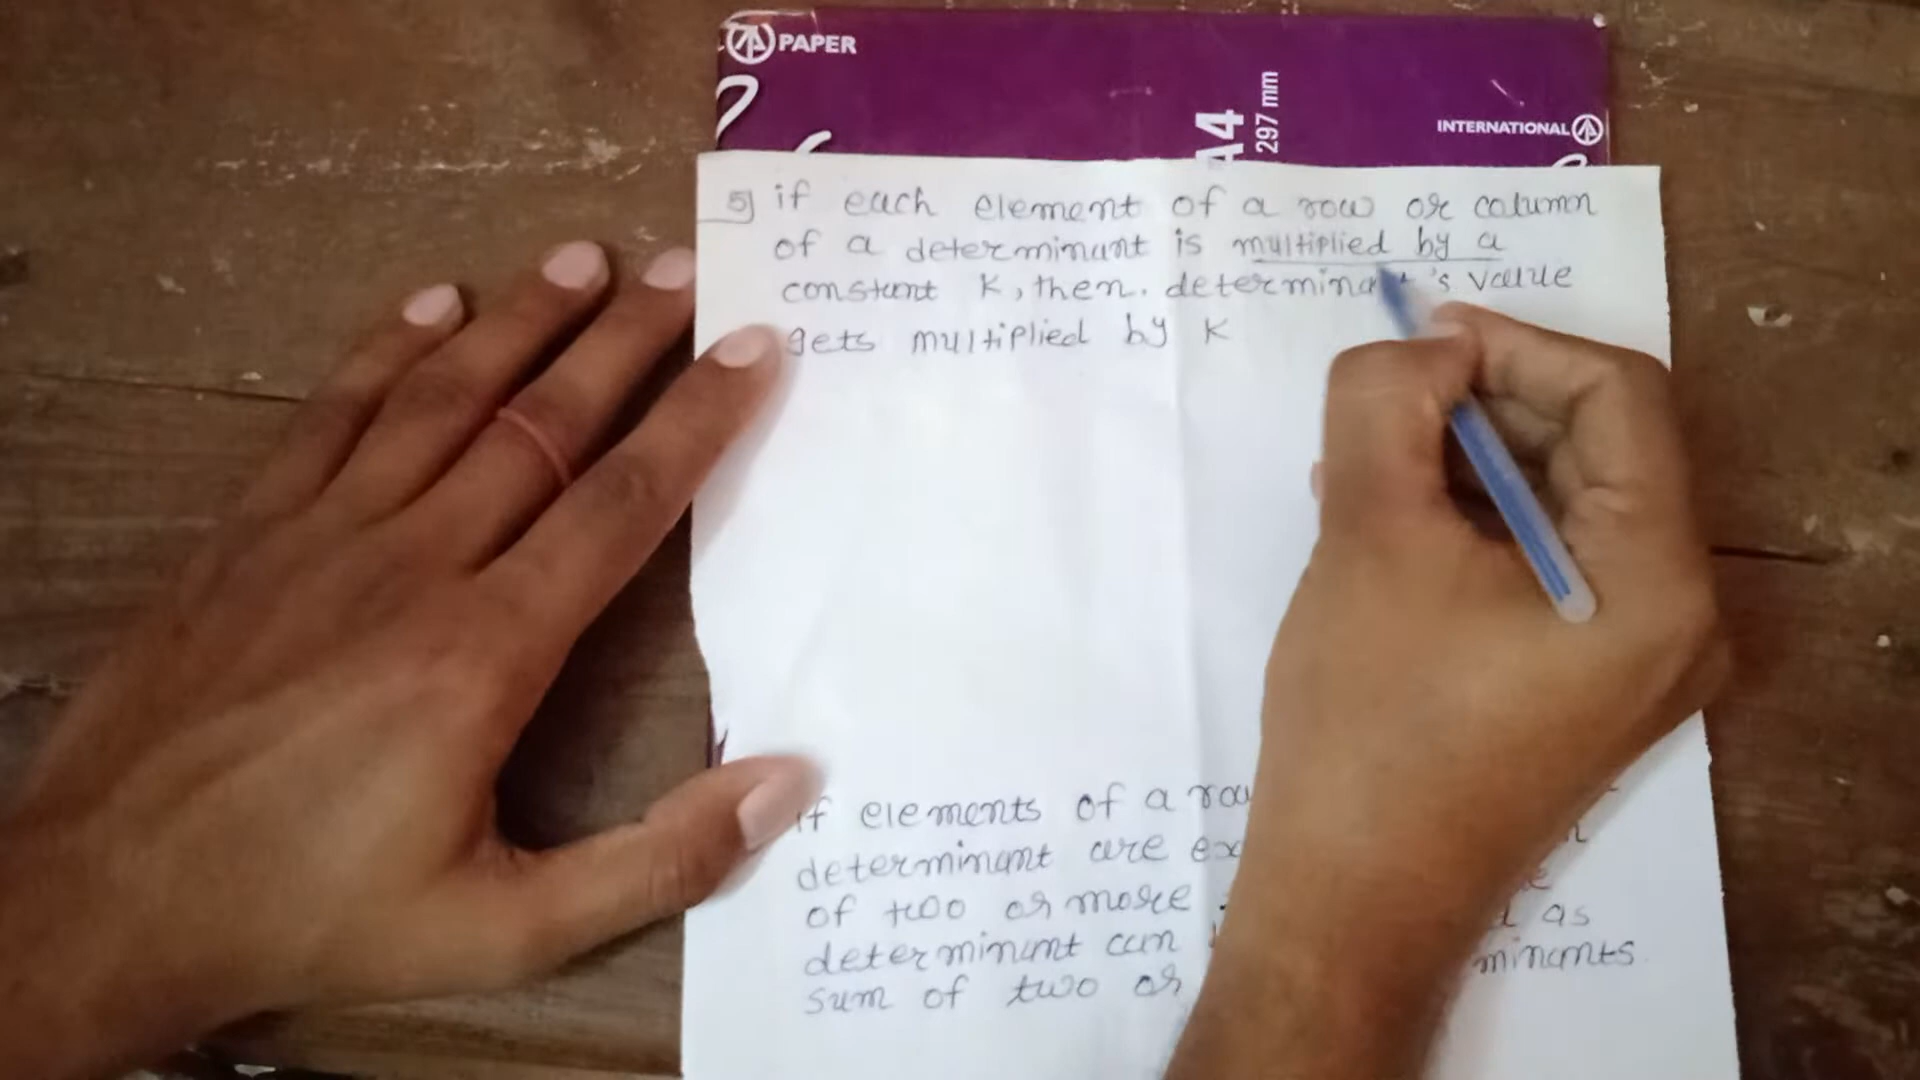 PAPER
A4
297 mm
INTERNATIONAL
5) if each element of a row or column
of a determinant is multiplied by a
constant K, then. determinant's value
gets multiplied by K
if elements of a row
determinant are
of two or more
determinant can as
sum of two or minants